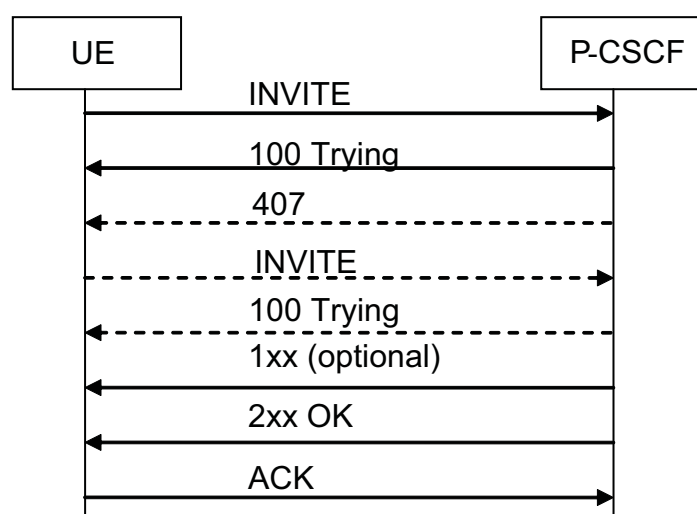 UE
P-CSCF
INVITE
100 Trying
407
INVITE
100 Trying
1xx (optional)
2xx OK
ACK